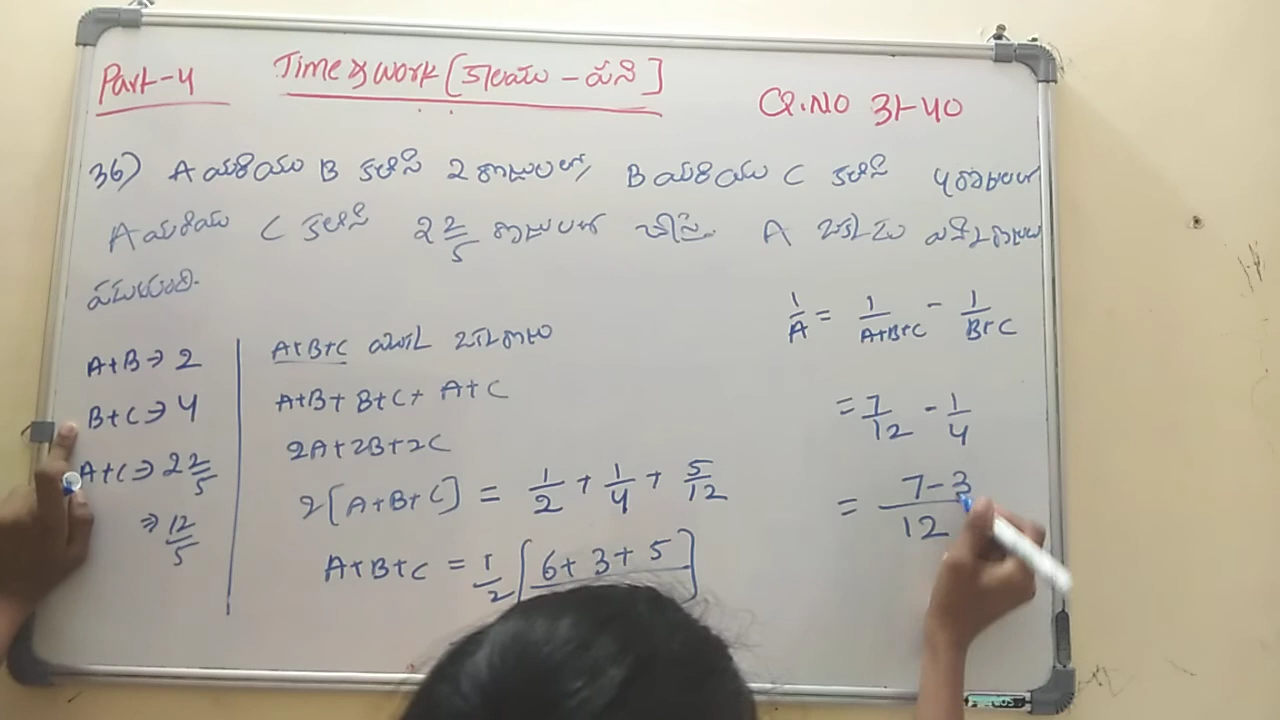 Part-4
Time & work [కాలము - పని]
Q.NO 31-40
36) A మరియు B కలిసి 2 రోజులలో, B మరియు C కలిసి 4 రోజులలో
A మరియు C కలిసి 2 2/5 రోజులలో చేస్తే A ఒక్కడు ఎన్ని రోజులు
పడుతుంది.
A+B ⇒ 2
B+C ⇒ 4
A+C ⇒ 2 2/5
⇒ 12/5
A+B+C యొక్క ఒకరోజు
A+B+ B+C+ A+C
2A+2B+2C
2[A+B+C] = 1/2 + 1/4 + 5/12
A+B+C = 1/2 [6+3+5
1/A = 1/A+B+C - 1/B+C
= 7/12 - 1/4
= 7-3/12